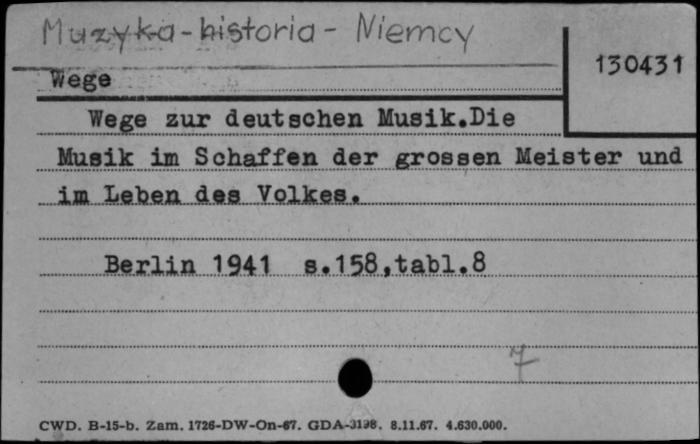 Muzyka-historia - Niemcy
130431
Wege
Wege zur deutschen Musik.Die
Musik im Schaffen der grossen Meister und
im Leben des Volkes.
Berlin 1941 s.158,tabl.8
7
CWD. B-15-b. Zam. 1726-DW-On-67. GDA-3198. 8.11.67. 4.630.000.